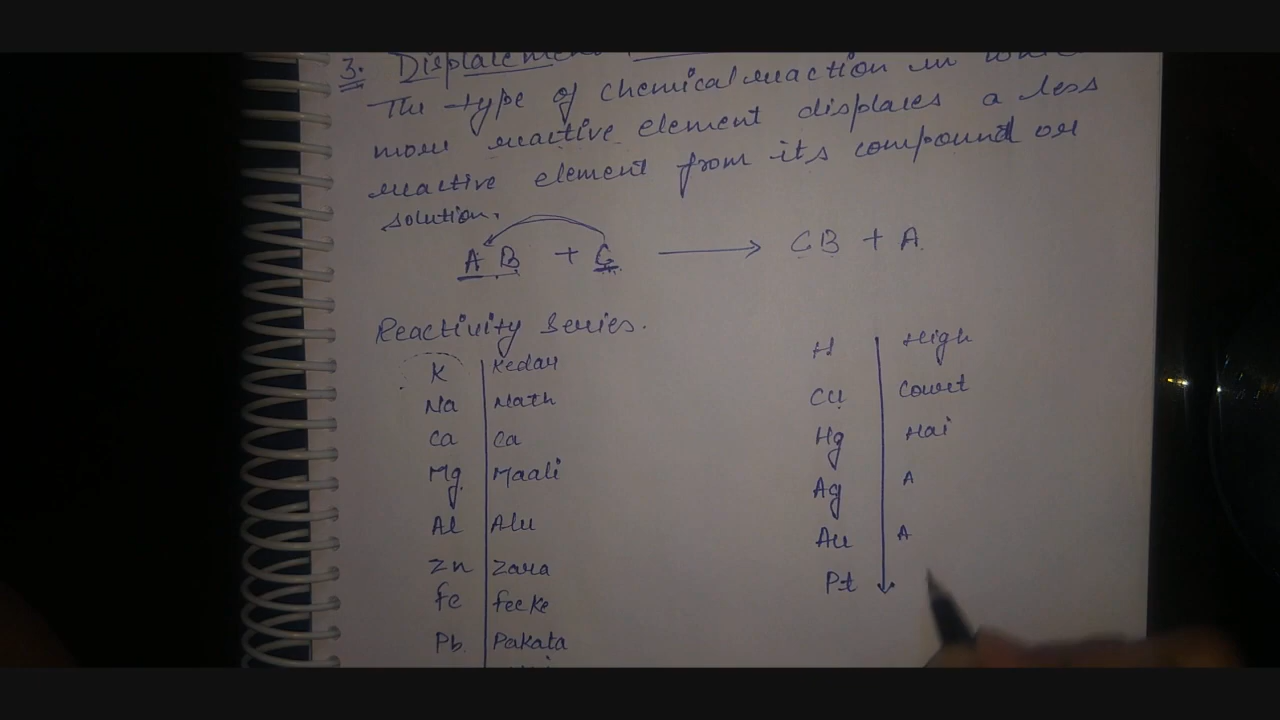 3. Displacement
The type of chemical reaction in which
more reactive element displaces a less
reactive element from its compound or
solution.
A B + C → CB + A.
Reactivity Series.
K Kedar
Na Nath
Ca Ca
Mg Maali
Al Alu
Zn Zara
Fe Feeke
Pb. Pakata
H High
Cu Court
Hg Hai
Ag A
Au A
Pt